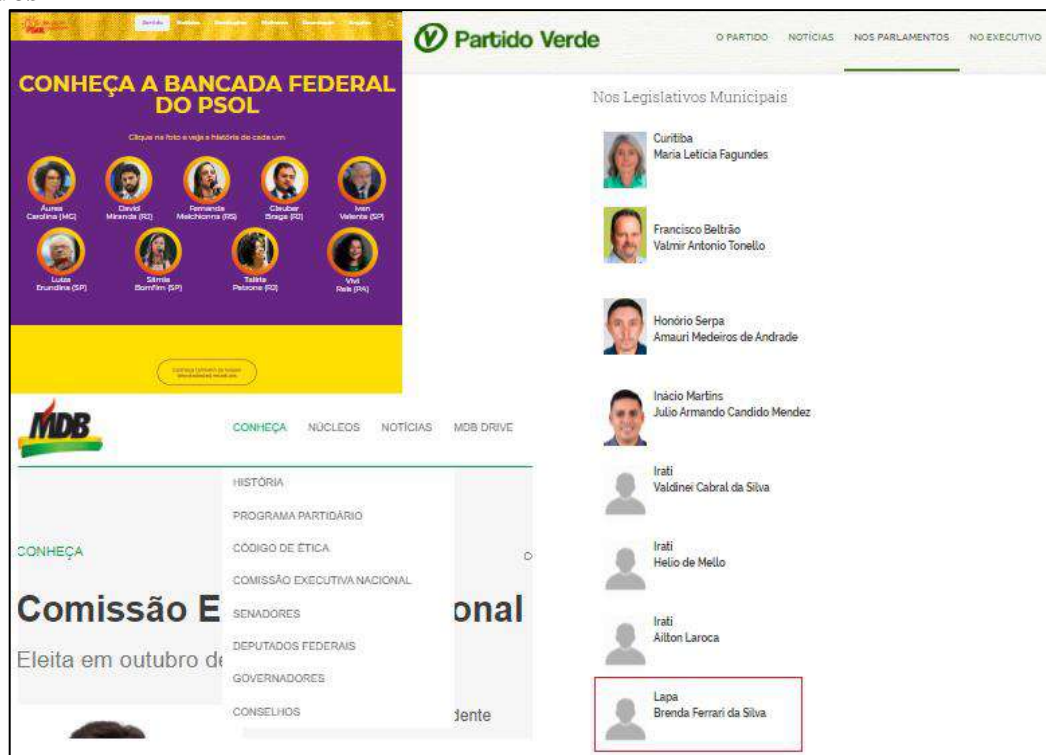 PSOL
Partido
CONHEÇA A BANCADA FEDERAL
DO PSOL
Clique na foto e veja a história de cada um
Áurea
Carolina (MG)
David
Miranda (RJ)
Fernanda
Melchionna (RS)
Glauber
Braga (RJ)
Ivan
Valente (SP)
Luiza
Erundina (SP)
Sâmia
Bomfim (SP)
Talíria
Petrone (RJ)
Vivi
Reis (PA)
Partido Verde
O PARTIDO NOTÍCIAS NOS PARLAMENTOS NO EXECUTIVO
Nos Legislativos Municipais
Curitiba
Maria Leticia Fagundes
Francisco Beltrão
Valmir Antonio Tonello
Honório Serpa
Amauri Medeiros de Andrade
Inácio Martins
Julio Armando Candido Mendez
Irati
Valdinei Cabral da Silva
Irati
Helio de Mello
Irati
Ailton Laroca
Lapa
Brenda Ferrari da Silva
MDB
CONHEÇA NÚCLEOS NOTÍCIAS MDB DRIVE
HISTÓRIA
PROGRAMA PARTIDÁRIO
CÓDIGO DE ÉTICA
COMISSÃO EXECUTIVA NACIONAL
SENADORES
DEPUTADOS FEDERAIS
GOVERNADORES
CONSELHOS
CONHEÇA
Comissão E onal
Eleita em outubro de
dente